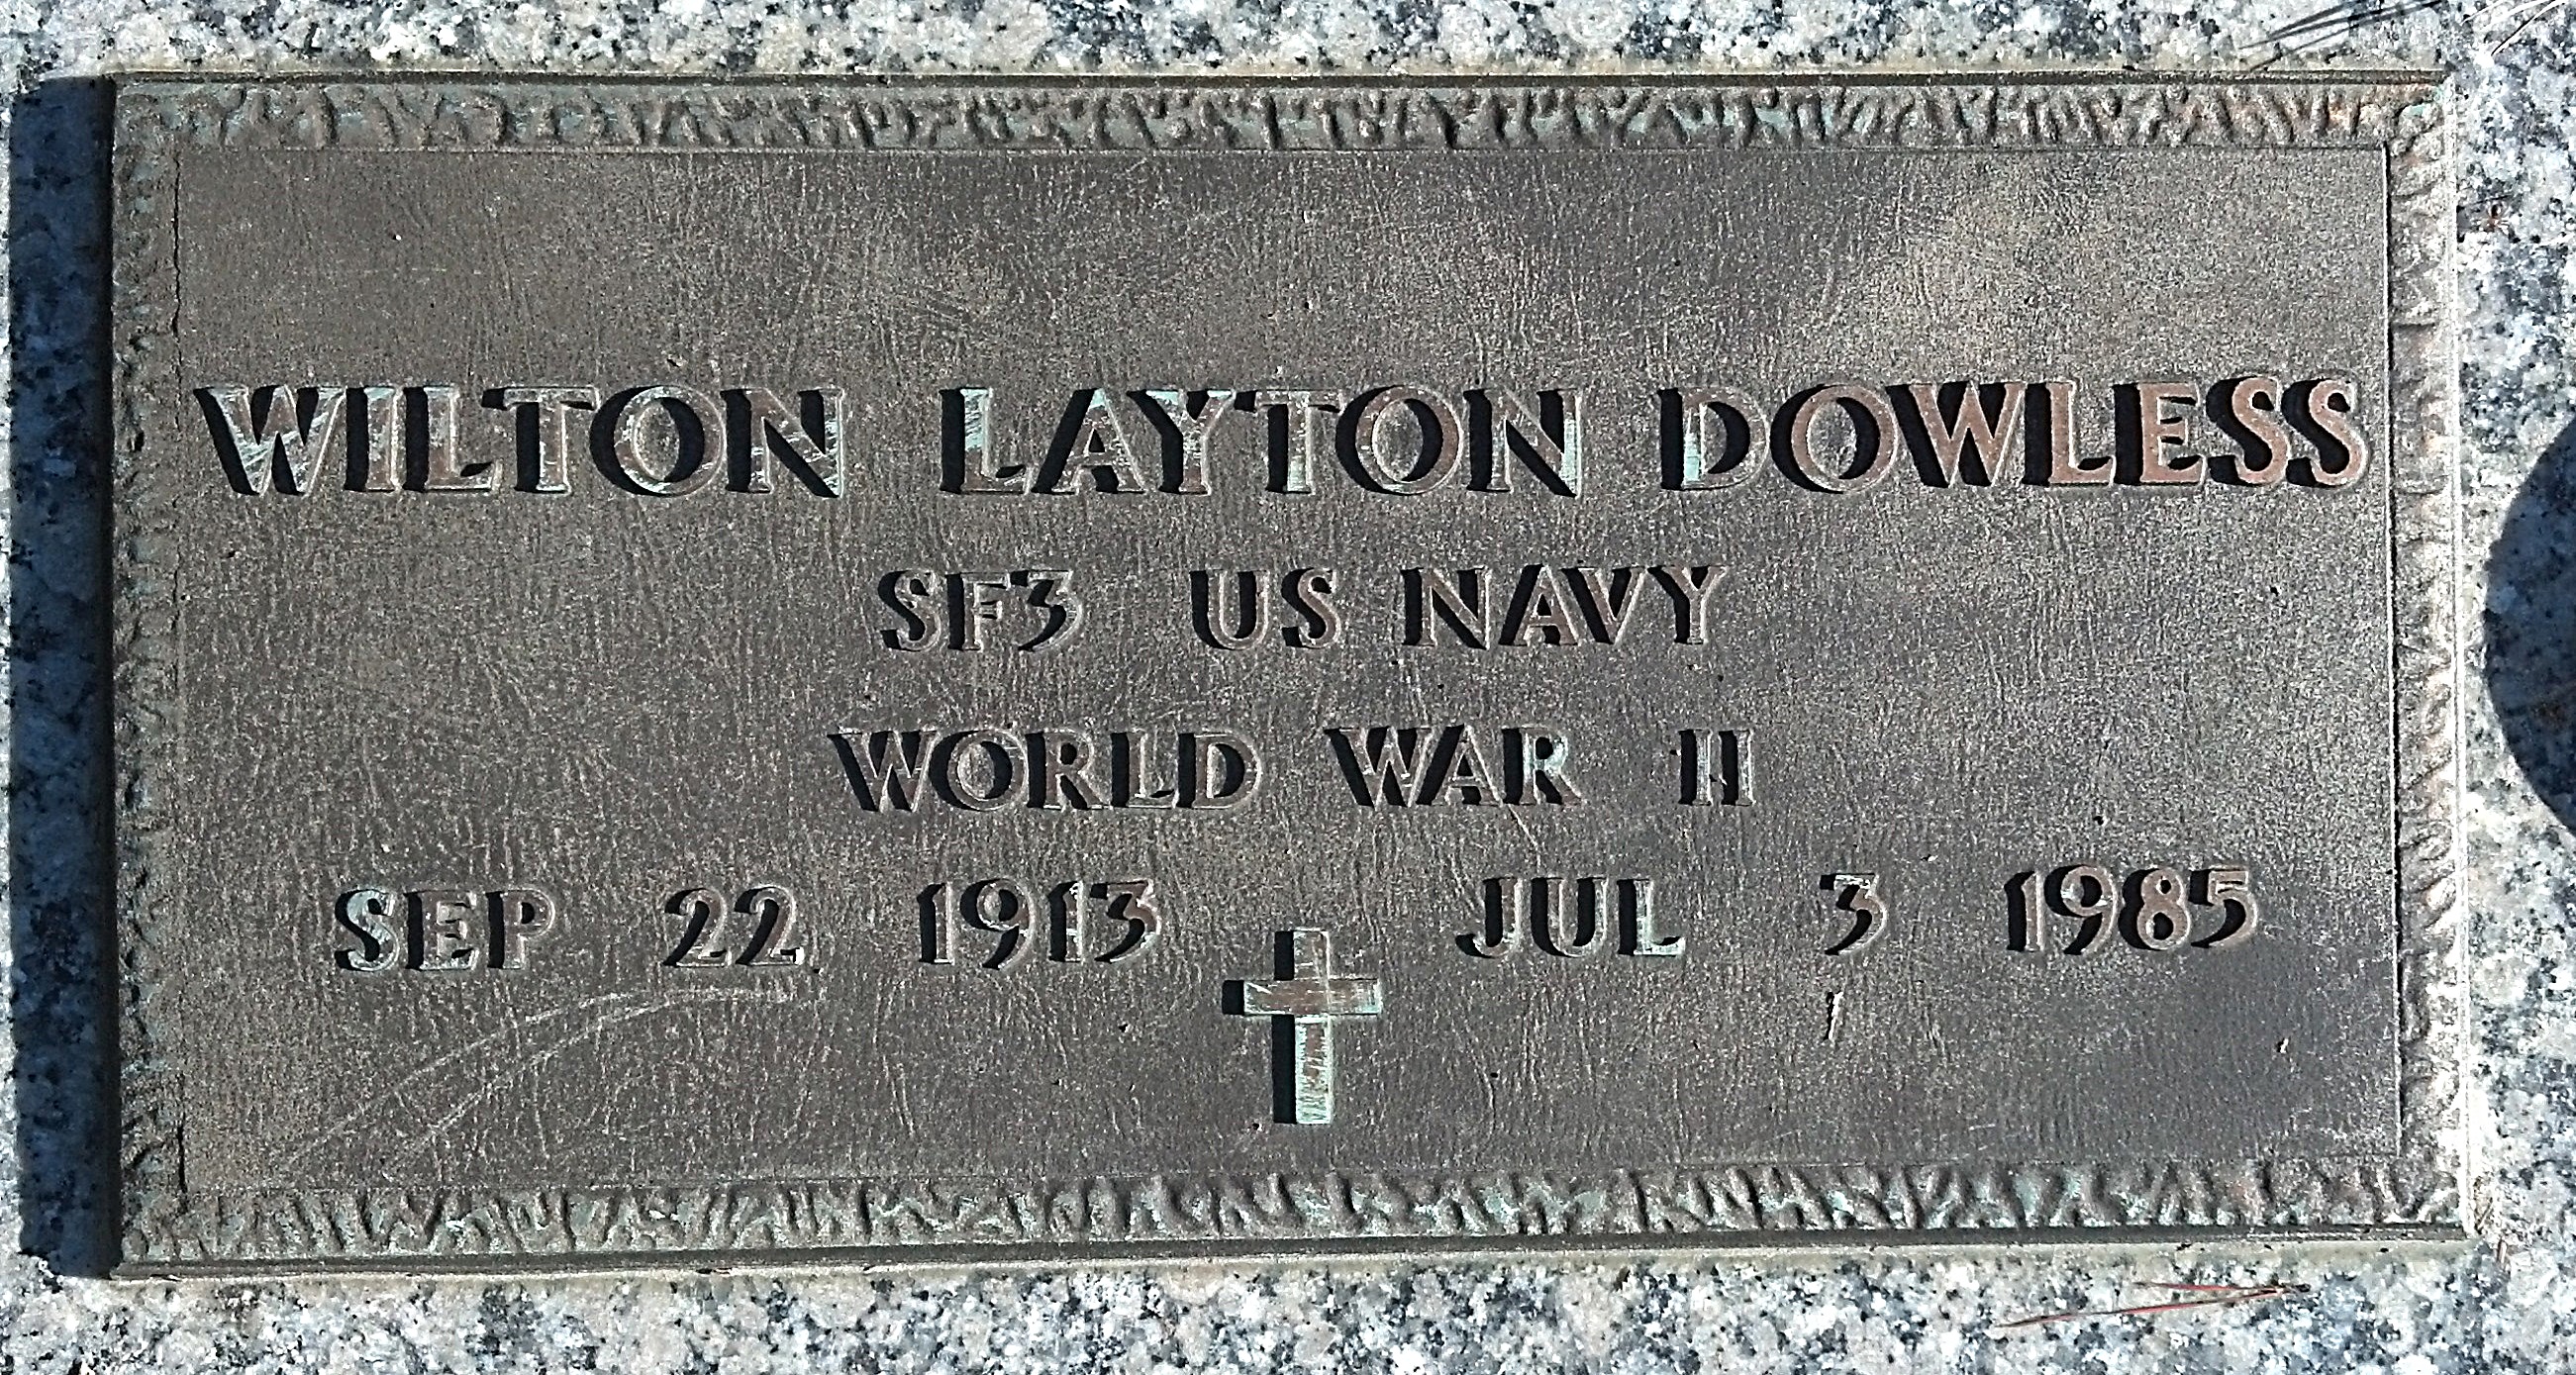 WILTON LAYTON DOWLESS
SF3 US NAVY
WORLD WAR II
SEP 22 1913 JUL 3 1985